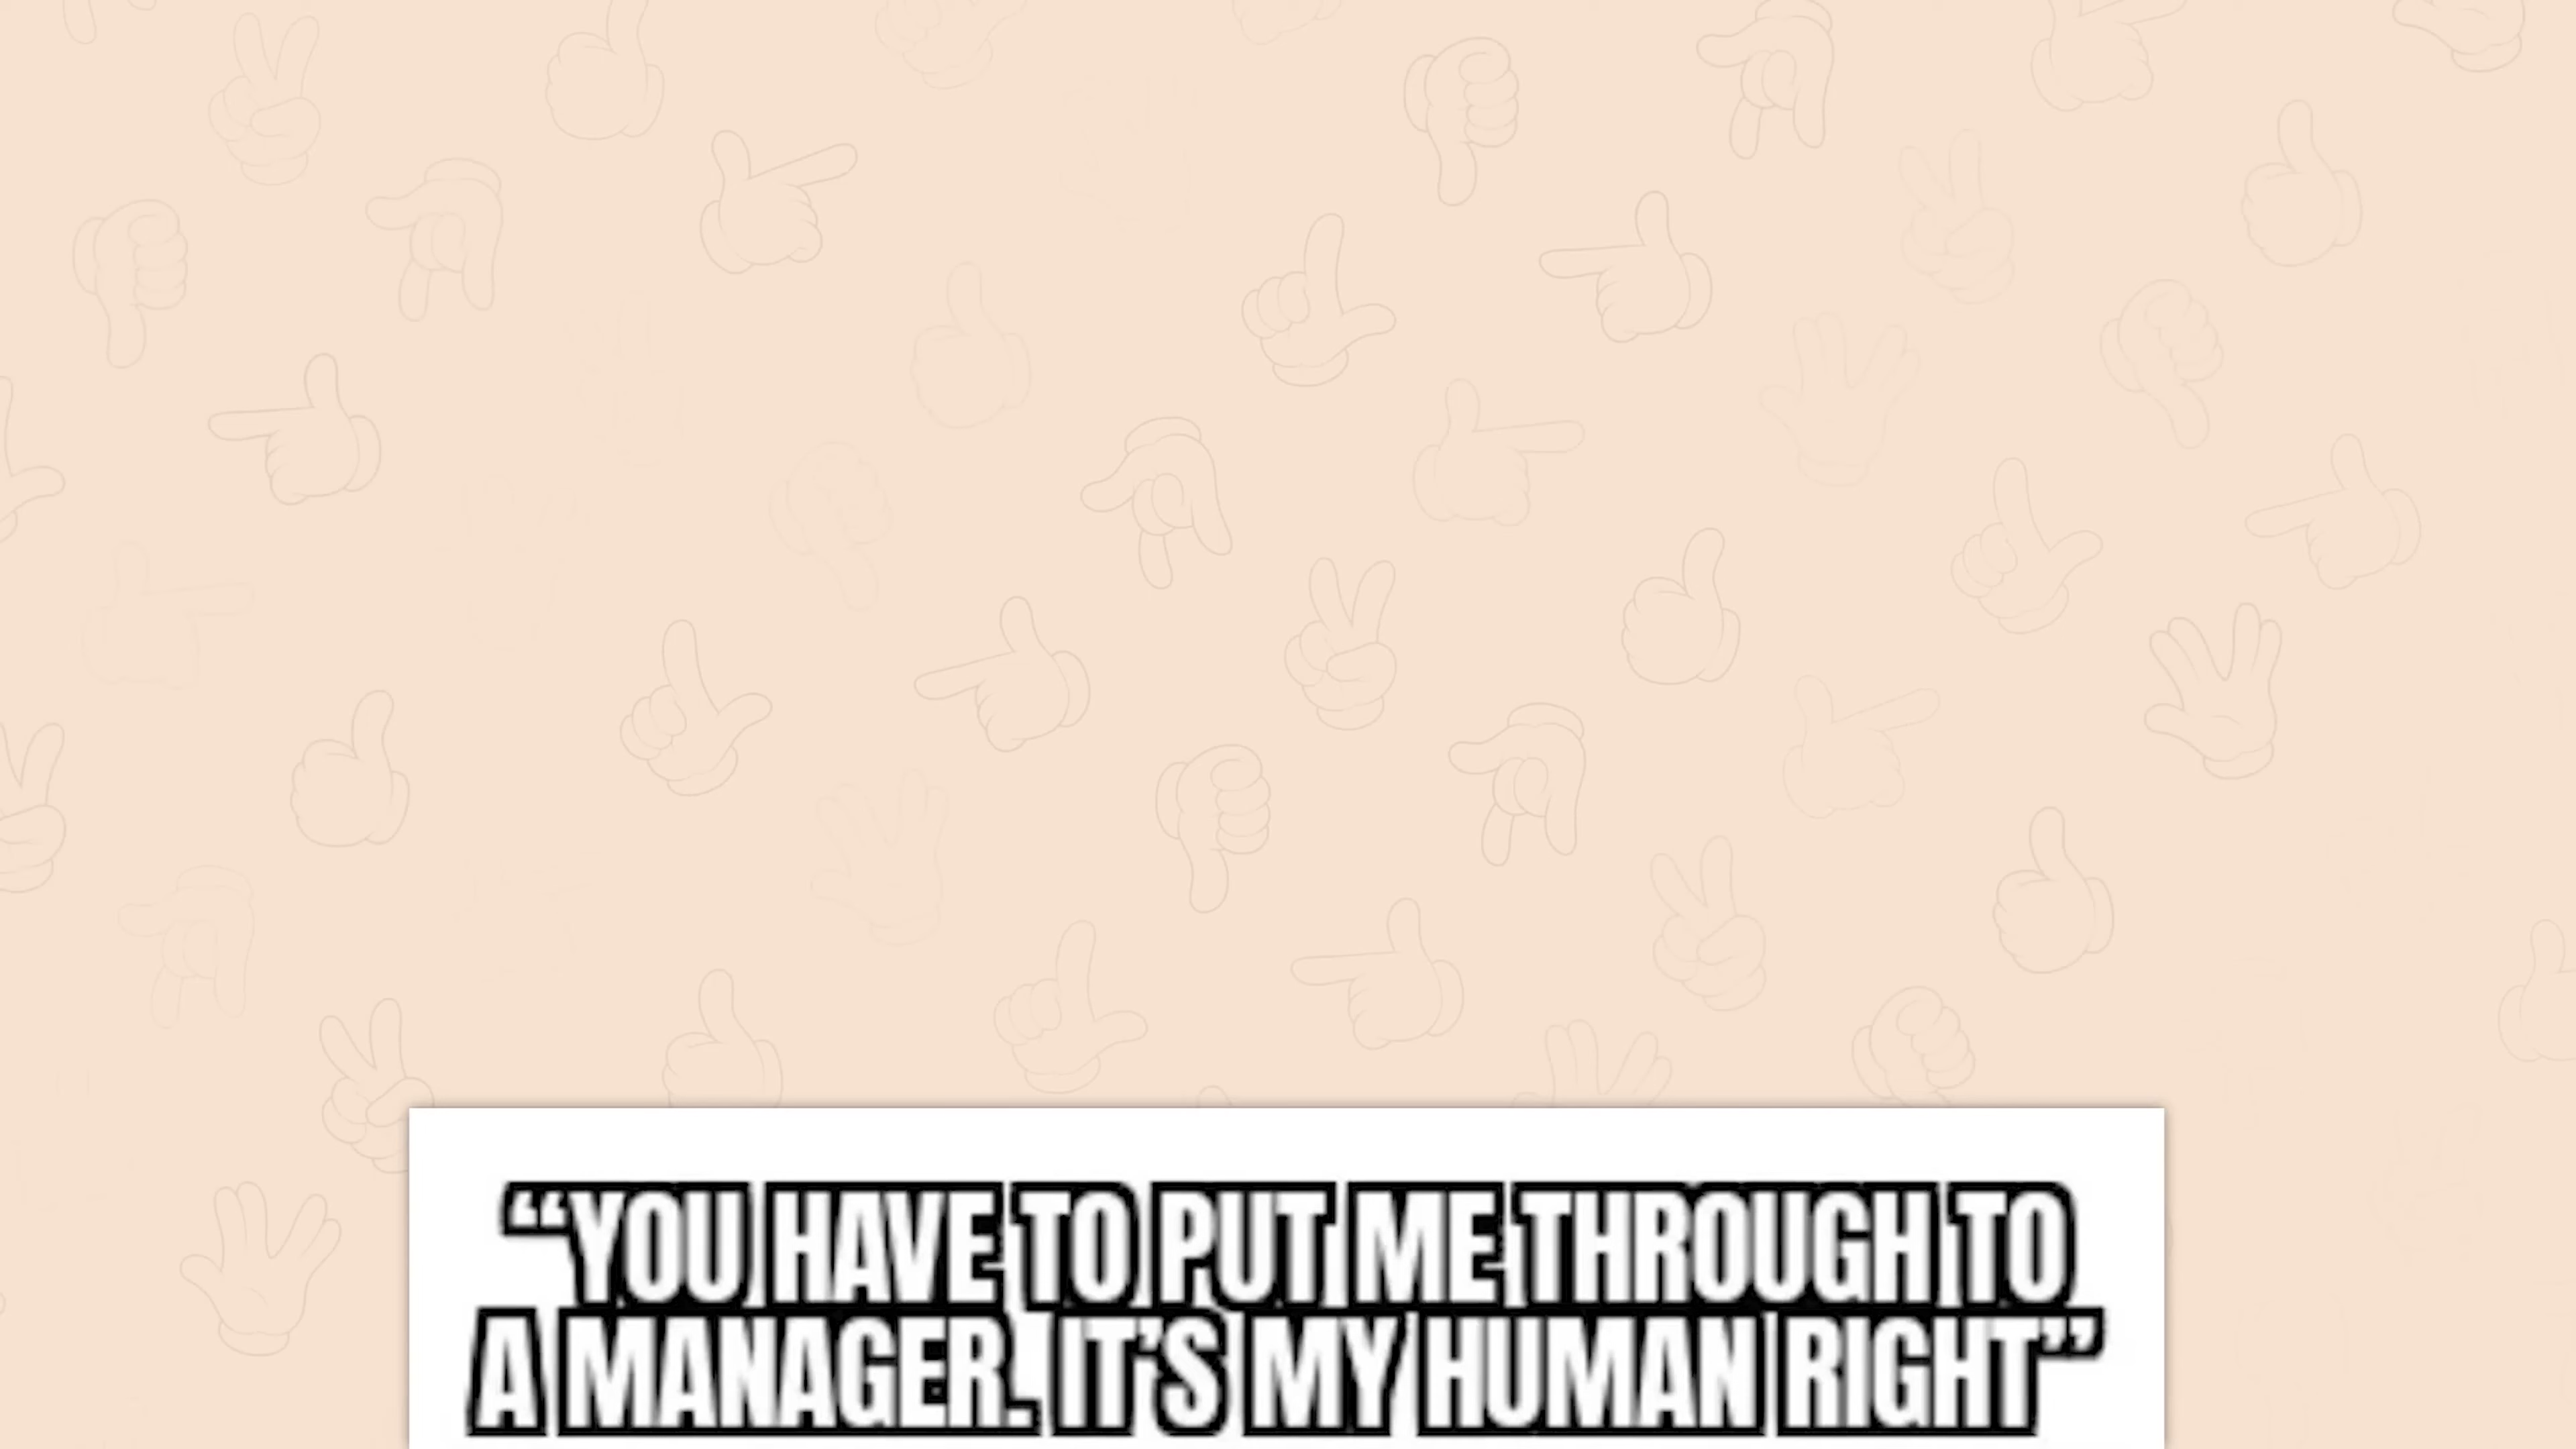 “YOU HAVE TO PUT ME THROUGH TO
A MANAGER. IT’S MY HUMAN RIGHT”